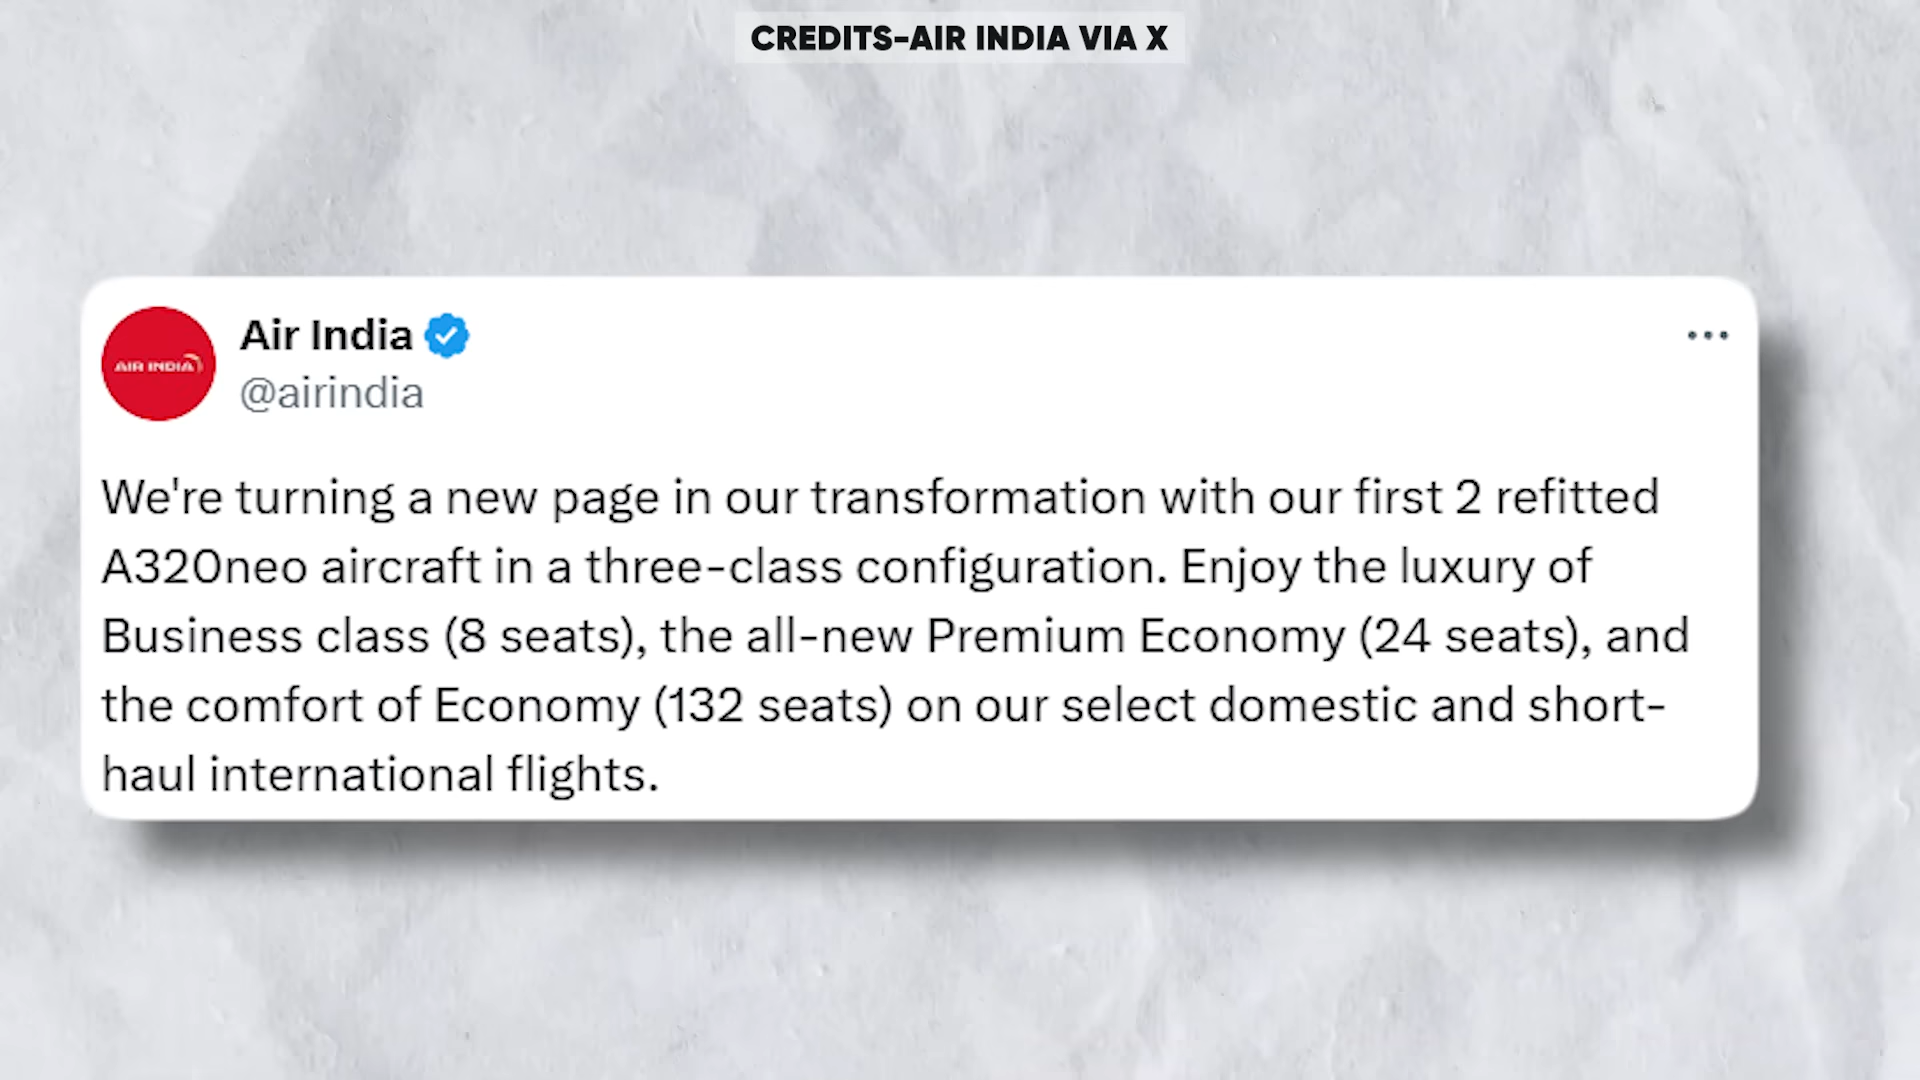 CREDITS-AIR INDIA VIA X
AIR INDIA
Air India
@airindia
We're turning a new page in our transformation with our first 2 refitted
A320neo aircraft in a three-class configuration. Enjoy the luxury of
Business class (8 seats), the all-new Premium Economy (24 seats), and
the comfort of Economy (132 seats) on our select domestic and short-
haul international flights.